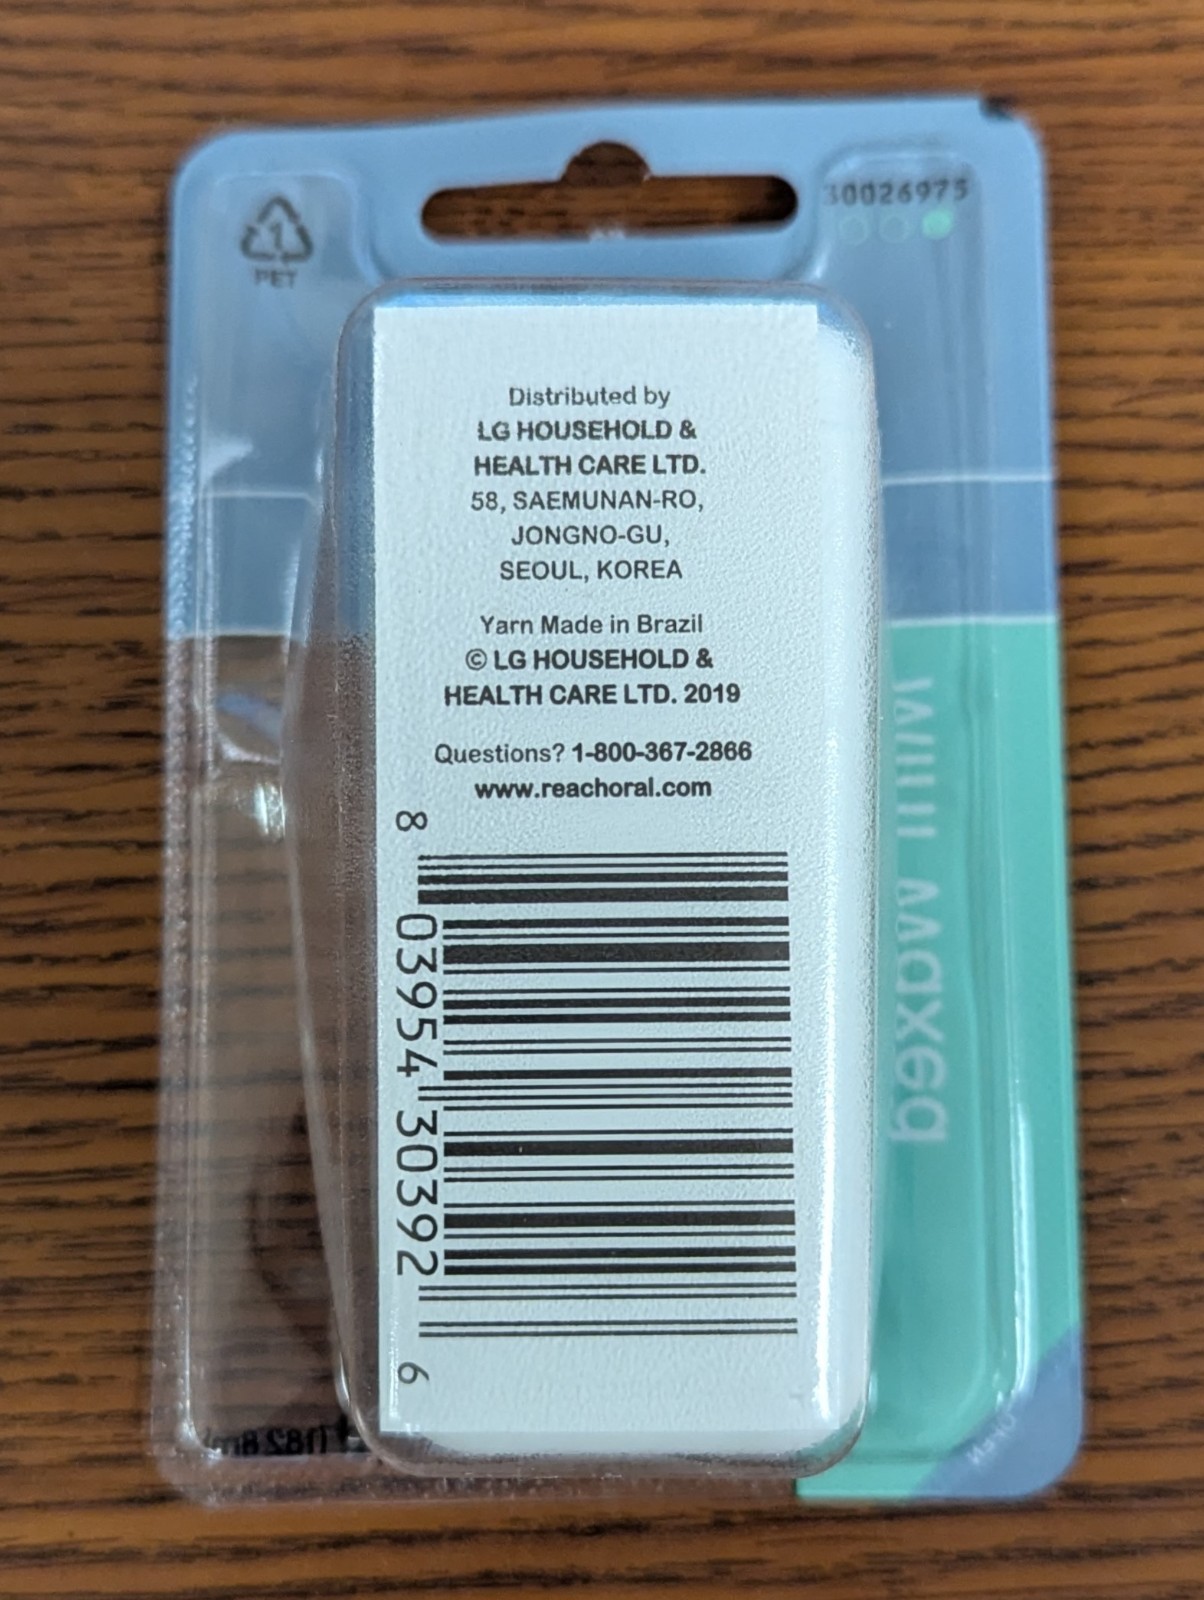 30026975
1
PET
Distributed by
LG HOUSEHOLD &
HEALTH CARE LTD.
58, SAEMUNAN-RO,
JONGNO-GU,
SEOUL, KOREA
Yarn Made in Brazil
© LG HOUSEHOLD &
HEALTH CARE LTD. 2019
Questions? 1-800-367-2866
www.reachoral.com
8 03954 30392 6
waxed